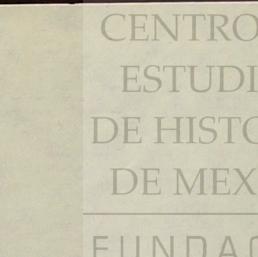 CENTRO
ESTUDI
DE HISTO
DE MEX
FUNDAC